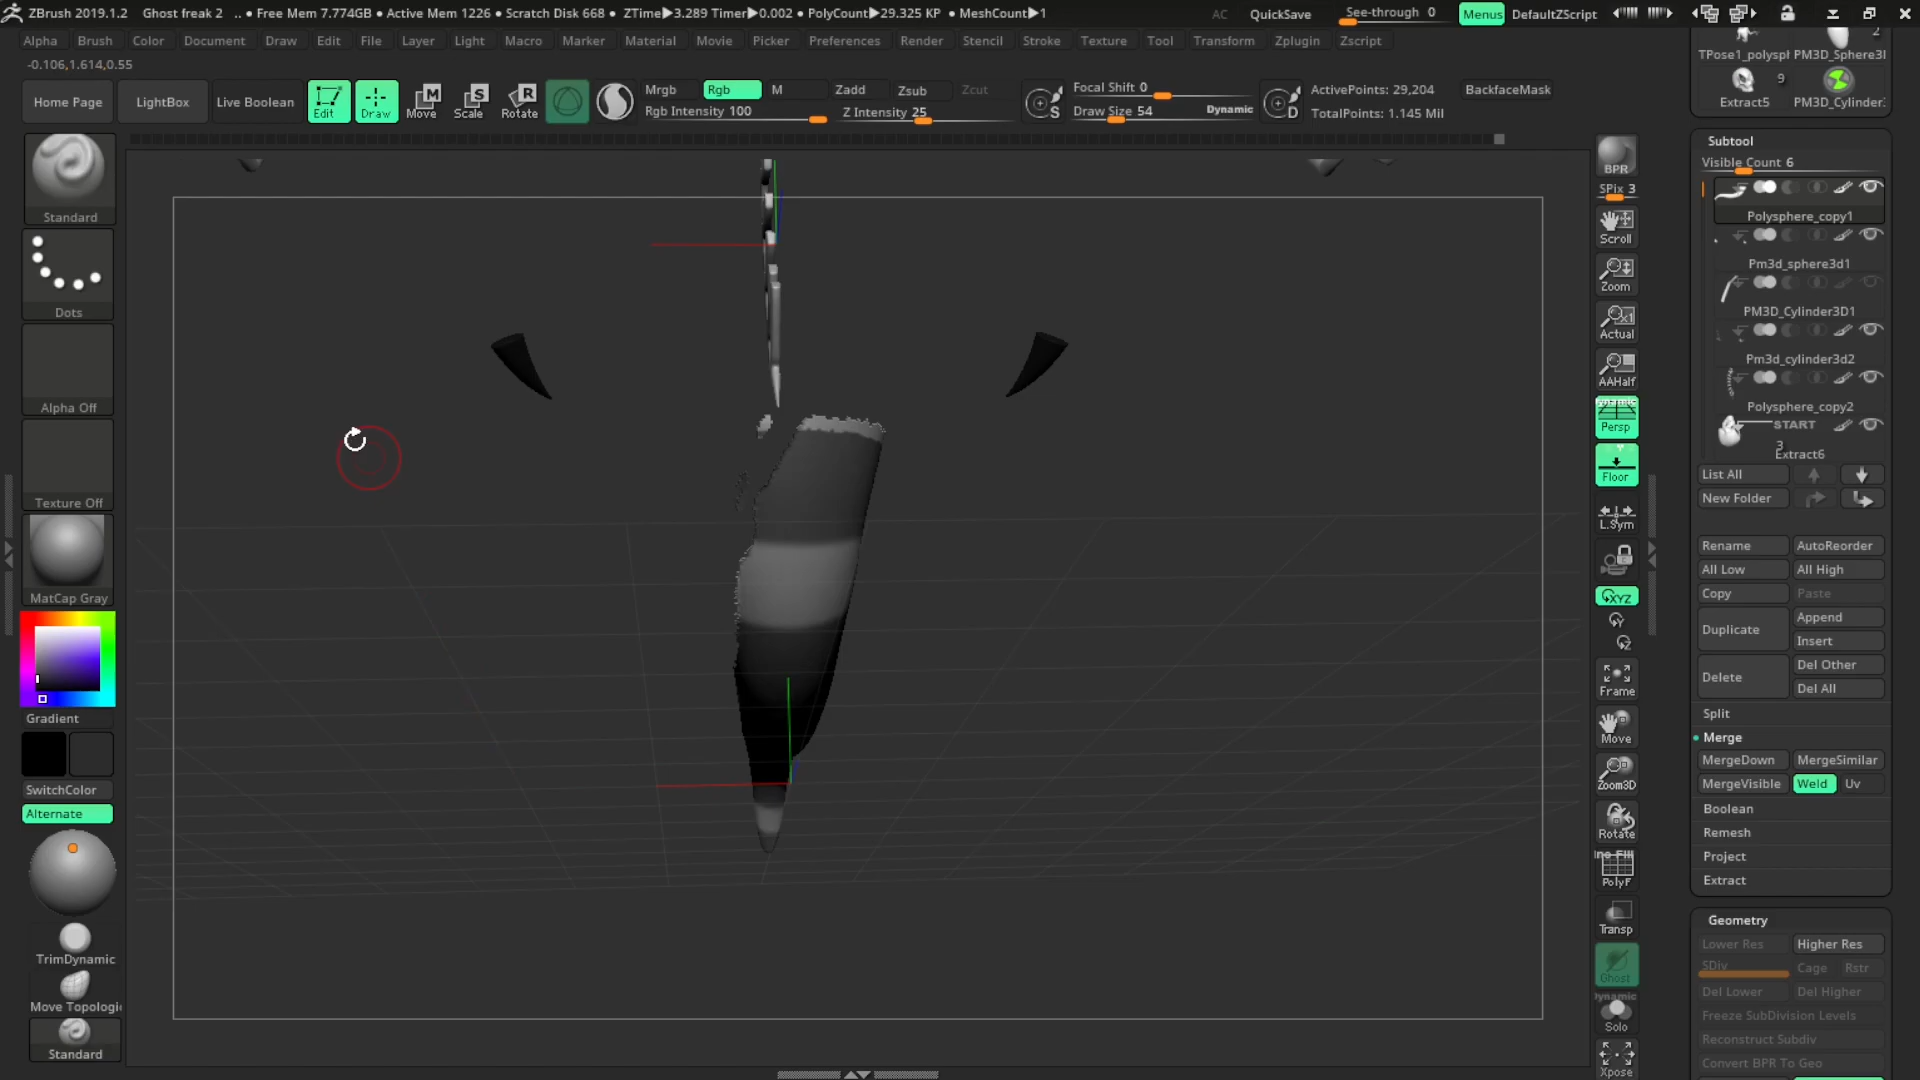 ZBrush 2019.1.2 Ghost freak 2 .. • Free Mem 7.774GB • Active Mem 1226 • Scratch Disk 668 • ZTime▶3.289 Timer▶0.002 • PolyCount▶29.325 KP • MeshCount▶1 AC QuickSave See-through 0 Menus DefaultZScript
Alpha Brush Color Document Draw Edit File Layer Light Macro Marker Material Movie Picker Preferences Render Stencil Stroke Texture Tool Transform Zplugin Zscript
-0.106,1.614,0.55
Home Page LightBox Live Boolean Edit Draw Move Scale Rotate
Mrgb Rgb M Zadd Zsub Zcut
Rgb Intensity 100 Z Intensity 25
Focal Shift 0
Draw Size 54 Dynamic
ActivePoints: 29,204 BackfaceMask
TotalPoints: 1.145 Mil
Standard
Dots
Alpha Off
Texture Off
MatCap Gray
Gradient
SwitchColor
Alternate
TrimDynamic
Move Topologi
Standard
BPR
SPix 3
Scroll
Zoom
Actual
AAHalf
Dynamic
Persp
Floor
L.Sym
XYZ
Frame
Move
Zoom3D
Rotate
PolyF
Transp
Ghost
Dynamic
Solo
Xpose
2
9
Extract5 PM3D_Cylinder
Subtool
Visible Count 6
Polysphere_copy1
Pm3d_sphere3d1
PM3D_Cylinder3D1
Pm3d_cylinder3d2
Polysphere_copy2
START
3
Extract6
List All
New Folder
Rename AutoReorder
All Low All High
Copy Paste
Duplicate Append
Insert
Delete Del Other
Del All
Split
Merge
MergeDown MergeSimilar
MergeVisible Weld Uv
Boolean
Remesh
Project
Extract
Geometry
Lower Res Higher Res
SDiv Cage Rstr
Del Lower Del Higher
Freeze SubDivision Levels
Reconstruct Subdiv
Convert BPR To Geo